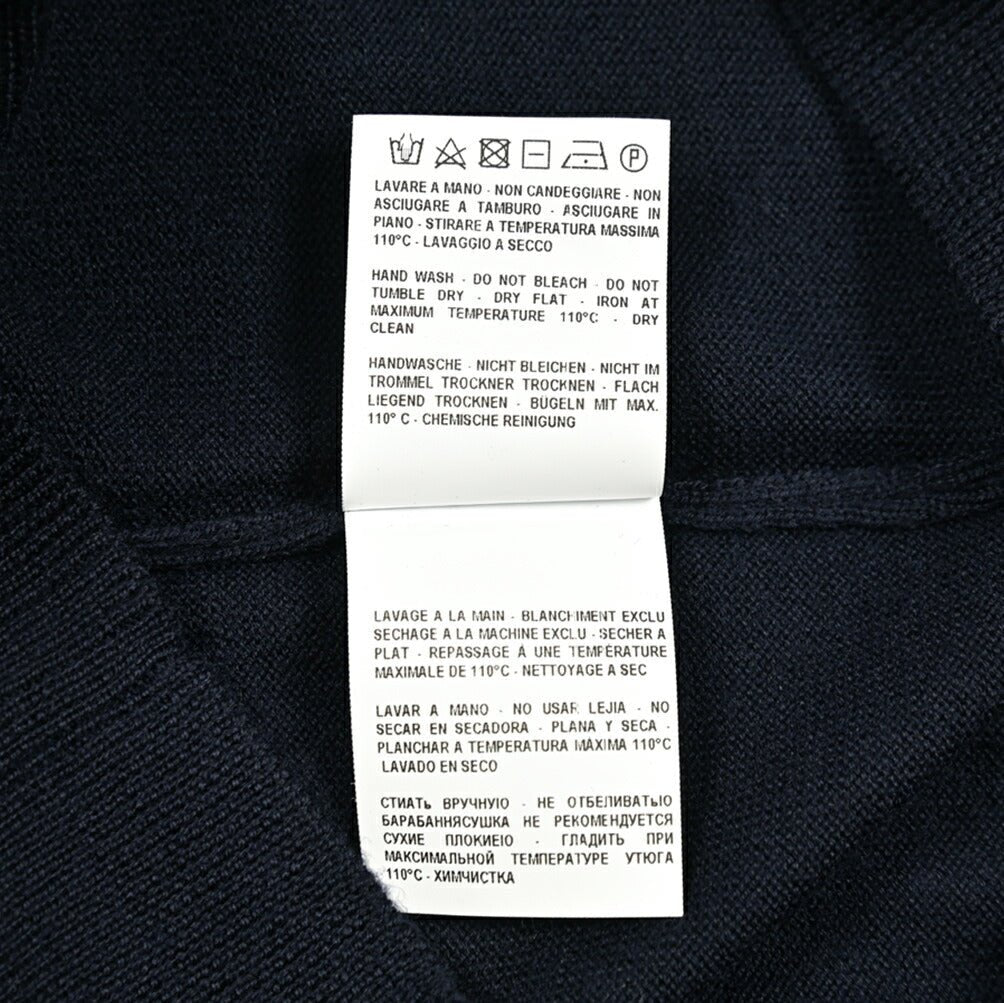 P
LAVARE A MANO - NON CANDEGGIARE - NON
ASCIUGARE A TAMBURO - ASCIUGARE IN
PIANO - STIRARE A TEMPERATURA MASSIMA
110°C - LAVAGGIO A SECCO
HAND WASH - DO NOT BLEACH - DO NOT
TUMBLE DRY - DRY FLAT - IRON AT
MAXIMUM TEMPERATURE 110°C - DRY
CLEAN
HANDWASCHE - NICHT BLEICHEN - NICHT IM
TROMMEL TROCKNER TROCKNEN - FLACH
LIEGEND TROCKNEN - BÜGELN MIT MAX.
110° C - CHEMISCHE REINIGUNG
LAVAGE A LA MAIN - BLANCHIMENT EXCLU
SECHAGE A LA MACHINE EXCLU - SECHER A
PLAT - REPASSAGE À UNE TEMPÉRATURE
MAXIMALE DE 110°C - NETTOYAGE A SEC
LAVAR A MANO - NO USAR LEJIA - NO
SECAR EN SECADORA - PLANA Y SECA -
PLANCHAR A TEMPERATURA MÁXIMA 110°C
LAVADO EN SECO
СТИАТЬ ВРУЧНУЮ - НЕ ОТБЕЛИВАТЬЮ
БАРАБАННЯСУШКА НЕ РЕКОМЕНДУЕТСЯ
СУХИЕ ПЛОКИЕЮ - ГЛАДИТЬ ПРИ
МАКСИМАЛЬНОЙ ТЕМПЕРАТУРЕ УТЮГА
110°C - ХИМЧИСТКА